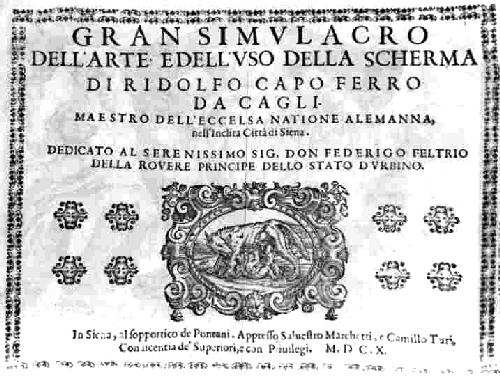 GRAN SIMVLACRO
DELL'ARTE EDELL'VSO DELLA SCHERMA
DI RIDOLFO CAPO FERRO
DA CAGLI.
MAESTRO DELL'ECCELSA NATIONE ALEMANNA,
nell'Inclita Città di Siena.
DEDICATO AL SERENISSIMO SIG. DON FEDERIGO FELTRIO
DELLA ROVERE PRINCIPE DELLO STATO D'VRBINO.
In Siena, al sopportico de Pontani. Appresso Saluestro Marchetti, e Camillo Turi,
Con licentia de' Superiori, e con Priuilegi. M. D C. X.